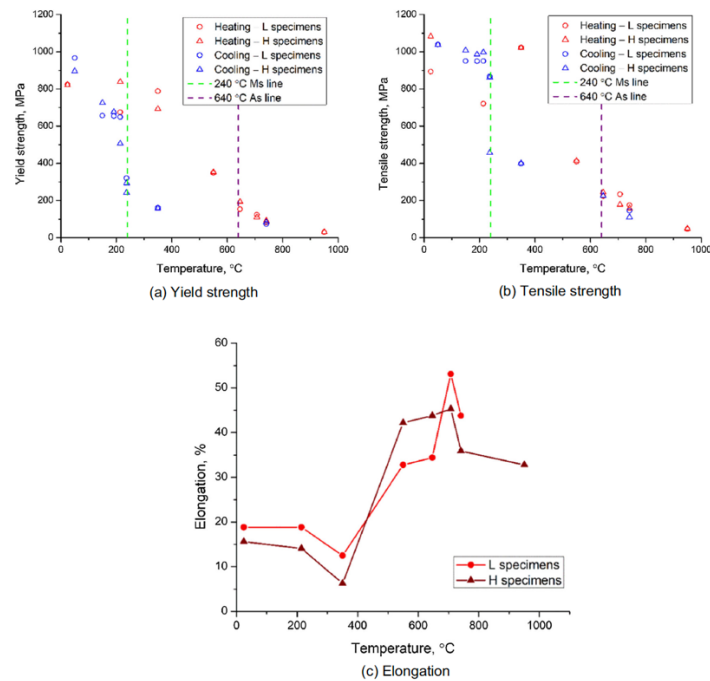 1200
1000
800
600
400
200
0
0 200 400 600 800 1000
Yield strength, MPa
Temperature, °C
Heating – L specimens
Heating – H specimens
Cooling – L specimens
Cooling – H specimens
240 °C Ms line
640 °C As line
(a) Yield strength
1200
1000
800
600
400
200
0
0 200 400 600 800 1000
Tensile strength, MPa
Temperature, °C
Heating – L specimens
Heating – H specimens
Cooling – L specimens
Cooling – H specimens
240 °C Ms line
640 °C As line
(b) Tensile strength
60
50
40
30
20
10
0
0 200 400 600 800 1000
Elongation, %
Temperature, °C
L specimens
H specimens
(c) Elongation